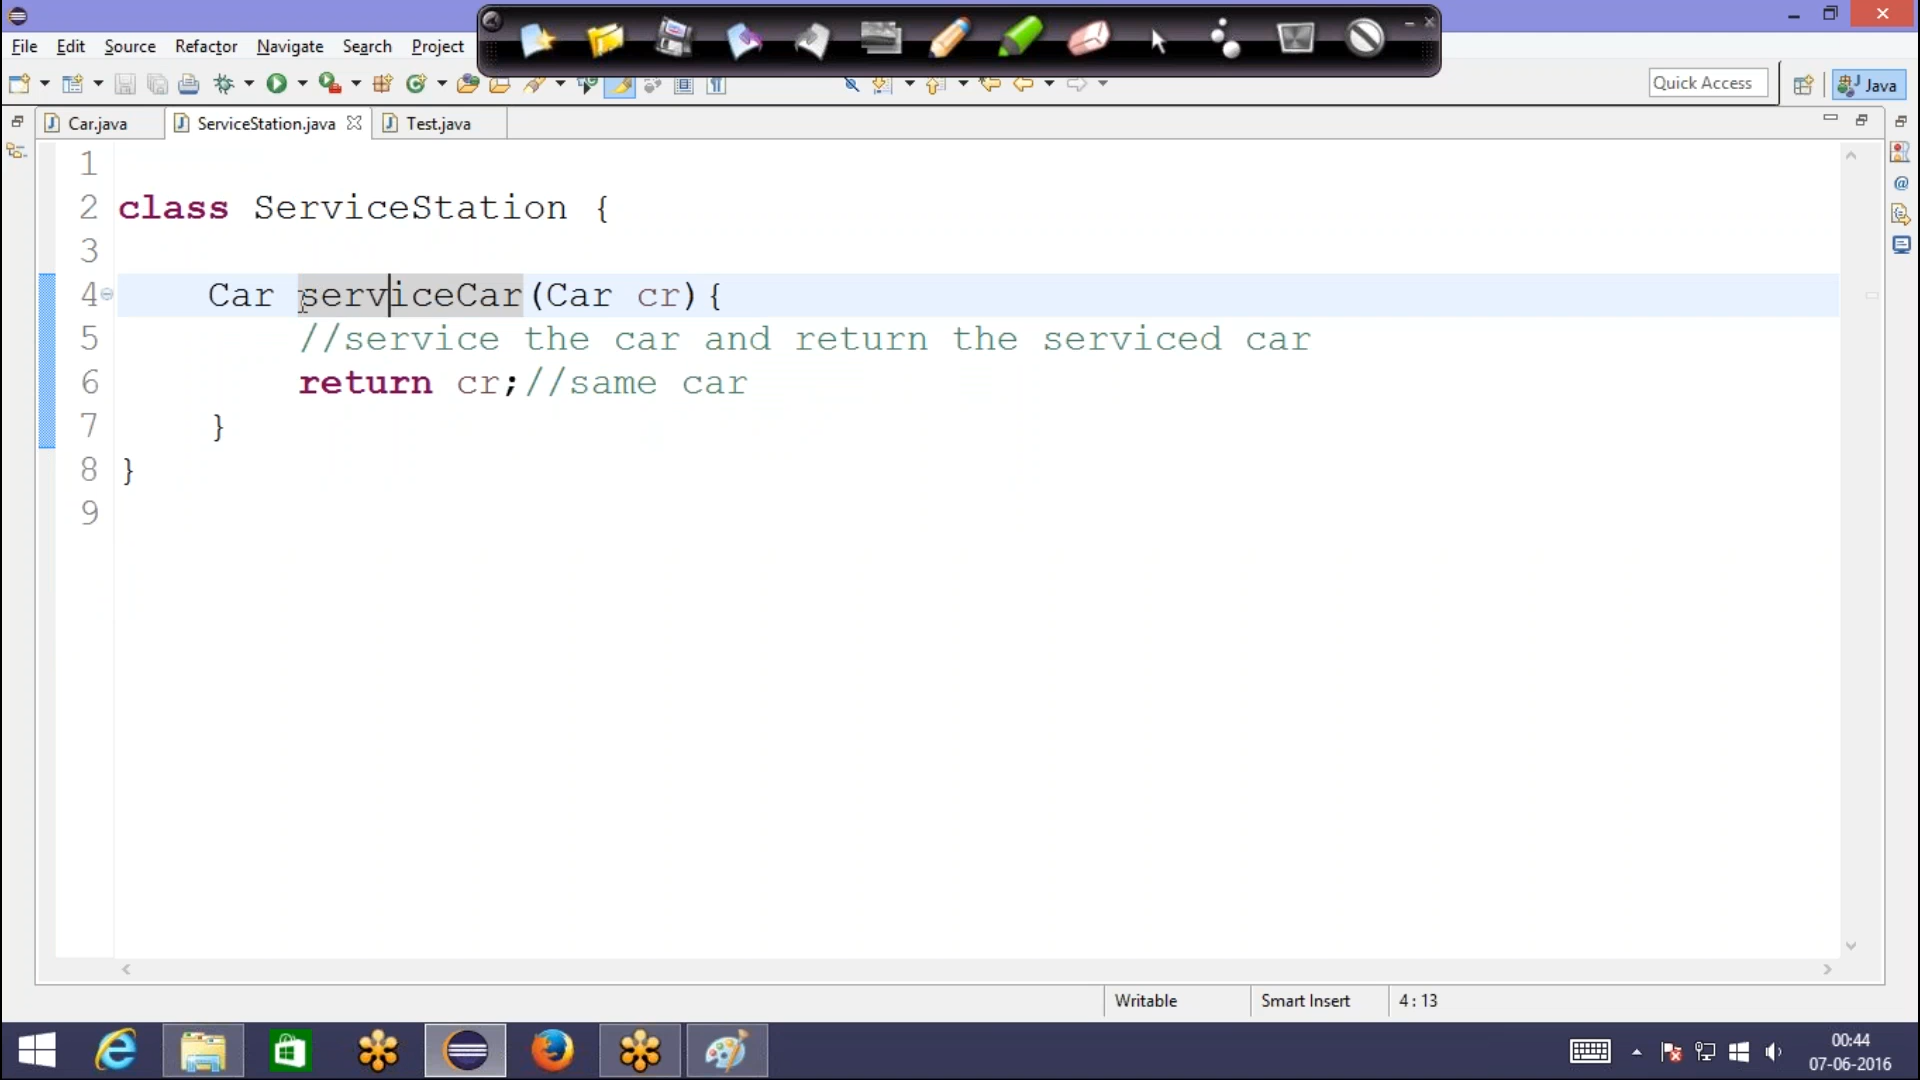 File Edit Source Refactor Navigate Search Project
Quick Access Java
Car.java ServiceStation.java Test.java
1
2 class ServiceStation {
3
4 Car serviceCar(Car cr){
5 //service the car and return the serviced car
6 return cr;//same car
7 }
8 }
9
Writable Smart Insert 4 : 13
00:44
07-06-2016